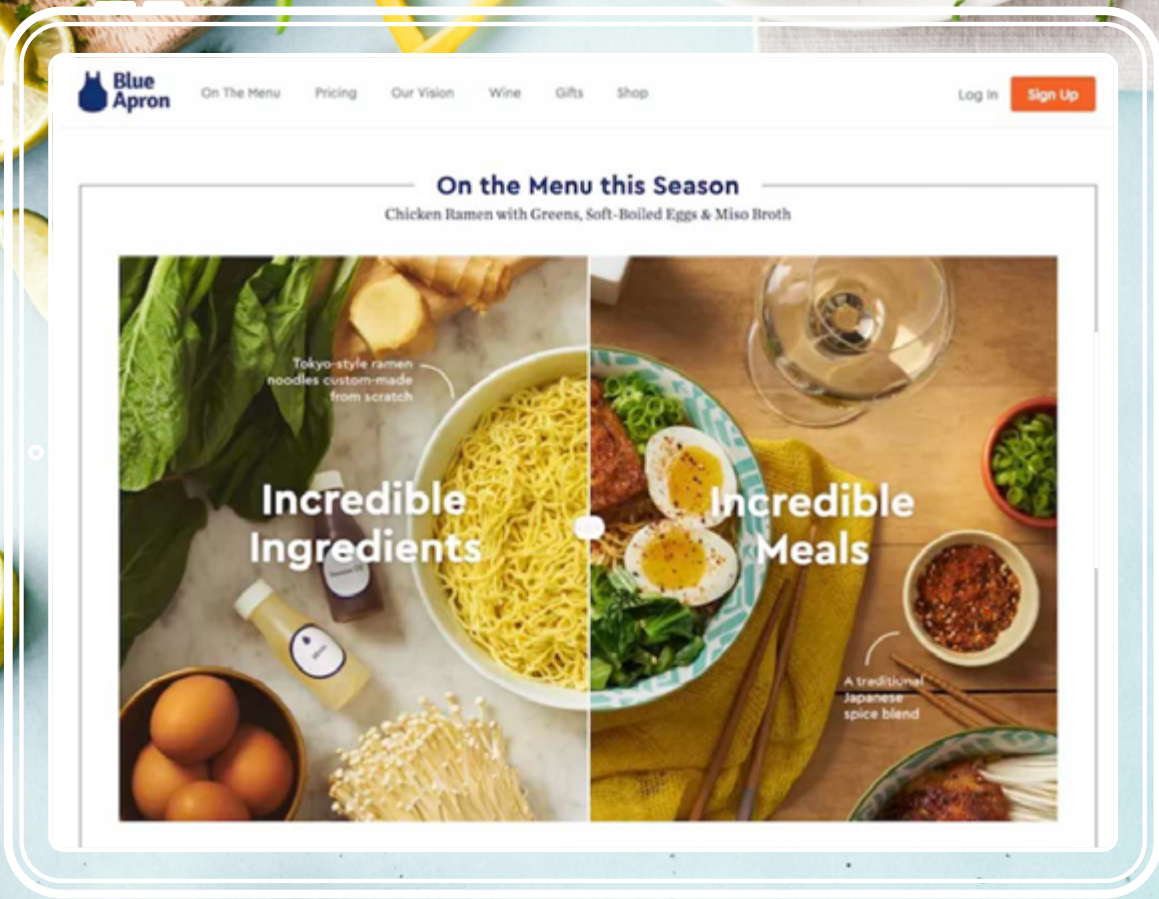 Blue
Apron
On The Menu
Pricing
Our Vision
Wine
Gifts
Shop
Log In
Sign Up
On the Menu this Season
Chicken Ramen with Greens, Soft-Boiled Eggs & Miso Broth
Tokyo-style ramen
noodles custom-made
from scratch
Incredible
Ingredients
Incredible
Meals
A traditional
Japanese
spice blend